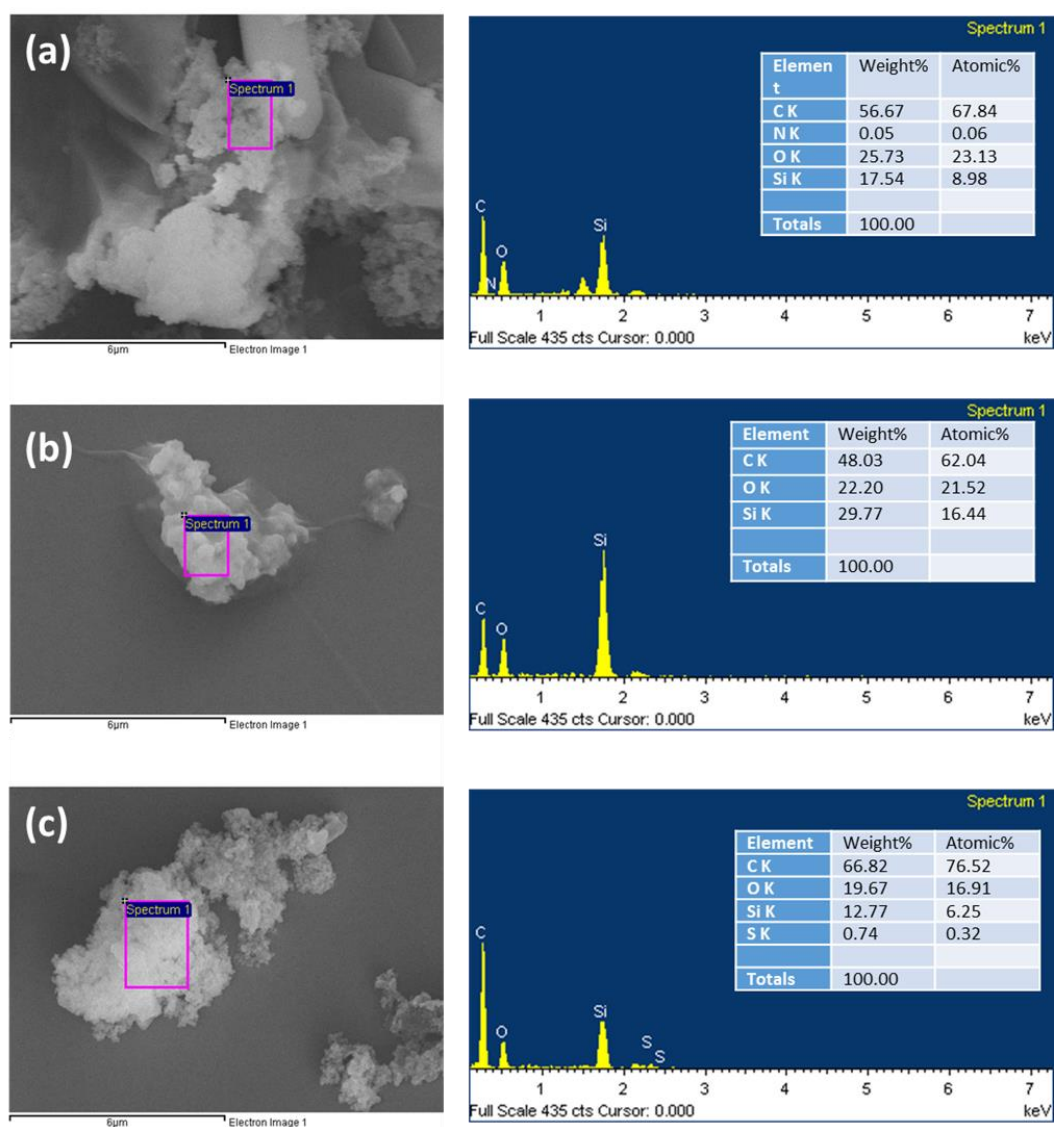 (a)
Spectrum 1
6µm
Electron Image 1
Spectrum 1
Elemen
t Weight% Atomic%
C K 56.67 67.84
N K 0.05 0.06
O K 25.73 23.13
Si K 17.54 8.98
Totals 100.00
C
N
O
Si
1 2 3 4 5 6 7
Full Scale 435 cts Cursor: 0.000 keV
(b)
Spectrum 1
6µm
Electron Image 1
Spectrum 1
Element Weight% Atomic%
C K 48.03 62.04
O K 22.20 21.52
Si K 29.77 16.44
Totals 100.00
C
O
Si
1 2 3 4 5 6 7
Full Scale 435 cts Cursor: 0.000 keV
(c)
Spectrum 1
6µm
Electron Image 1
Spectrum 1
Element Weight% Atomic%
C K 66.82 76.52
O K 19.67 16.91
Si K 12.77 6.25
S K 0.74 0.32
Totals 100.00
C
O
Si
S
S
1 2 3 4 5 6 7
Full Scale 435 cts Cursor: 0.000 keV